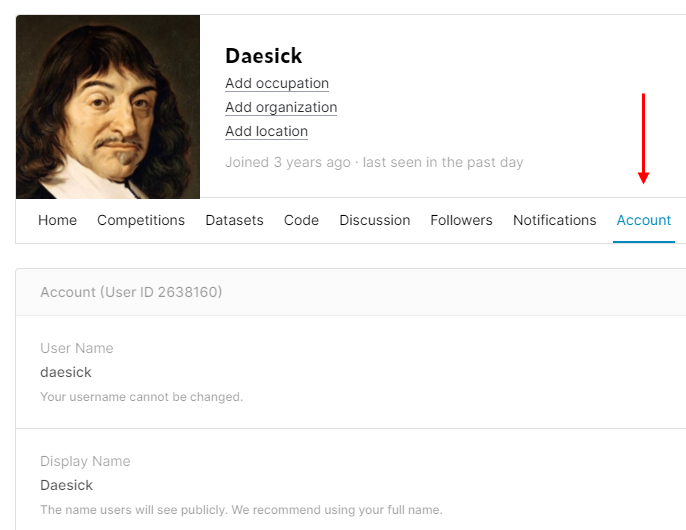 Daesick
Add occupation
Add organization
Add location
Joined 3 years ago · last seen in the past day
Home Competitions Datasets Code Discussion Followers Notifications Account
Account (User ID 2638160)
User Name
daesick
Your username cannot be changed.
Display Name
Daesick
The name users will see publicly. We recommend using your full name.